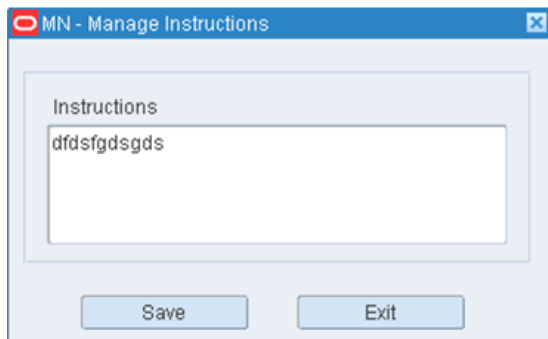 MN - Manage Instructions
Instructions
dfdsfgdsgds
Save Exit